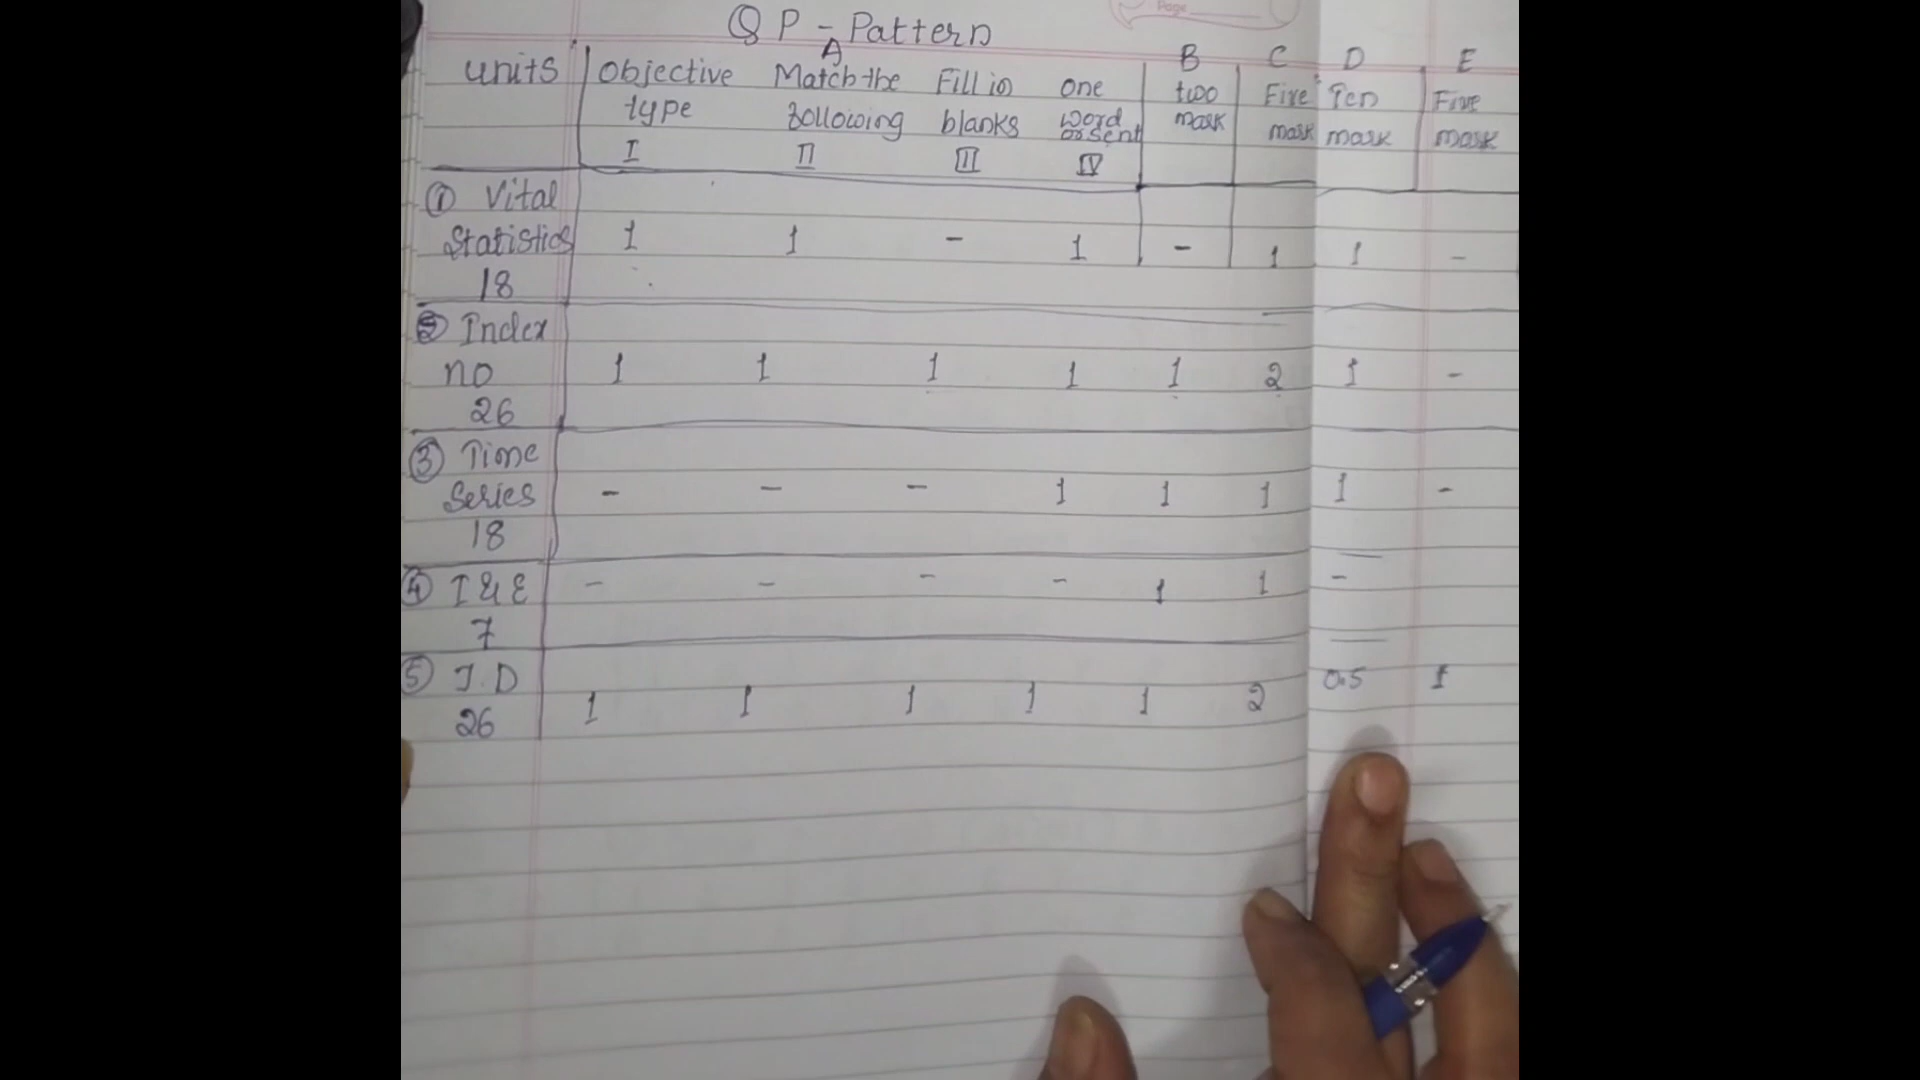 Page
Q P - Pattern
A B C D E
units Objective Match the Fill in one two Five Ten Five
type following blanks word mark mark mark mark
or sent
I II III IV
① Vital
Statistics 1 1 - 1 - 1 1 -
18
② Index
no 1 1 1 1 1 2 1 -
26
③ Time
Series - - - 1 1 1 1 -
18
④ I & E - - - - 1 1 -
7
⑤ I.D 0.5 1
26 1 1 1 1 1 2